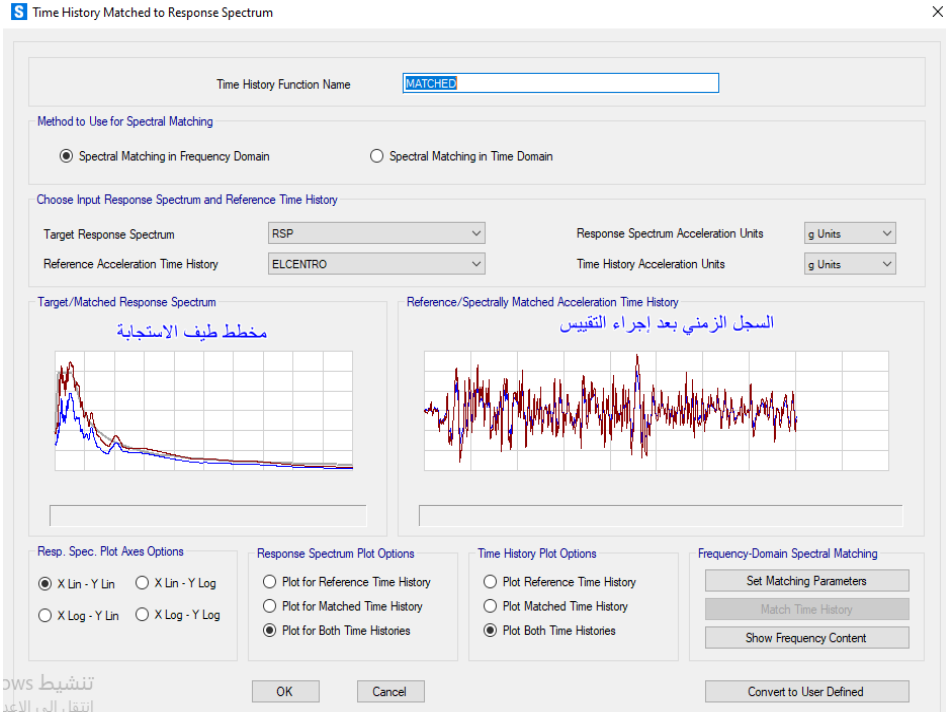 S Time History Matched to Response Spectrum
Time History Function Name MATCHED
Method to Use for Spectral Matching
Spectral Matching in Frequency Domain Spectral Matching in Time Domain
Choose Input Response Spectrum and Reference Time History
Target Response Spectrum RSP Response Spectrum Acceleration Units g Units
Reference Acceleration Time History ELCENTRO Time History Acceleration Units g Units
Target/Matched Response Spectrum Reference/Spectrally Matched Acceleration Time History
مخطط طيف الاستجابة السجل الزمني بعد إجراء التقييس
Resp. Spec. Plot Axes Options Response Spectrum Plot Options Time History Plot Options Frequency-Domain Spectral Matching
X Lin - Y Lin X Lin - Y Log Plot for Reference Time History Plot Reference Time History Set Matching Parameters
X Log - Y Lin X Log - Y Log Plot for Matched Time History Plot Matched Time History Match Time History
Plot for Both Time Histories Plot Both Time Histories Show Frequency Content
تنشيط ows
OK Cancel Convert to User Defined
انتقل إلى